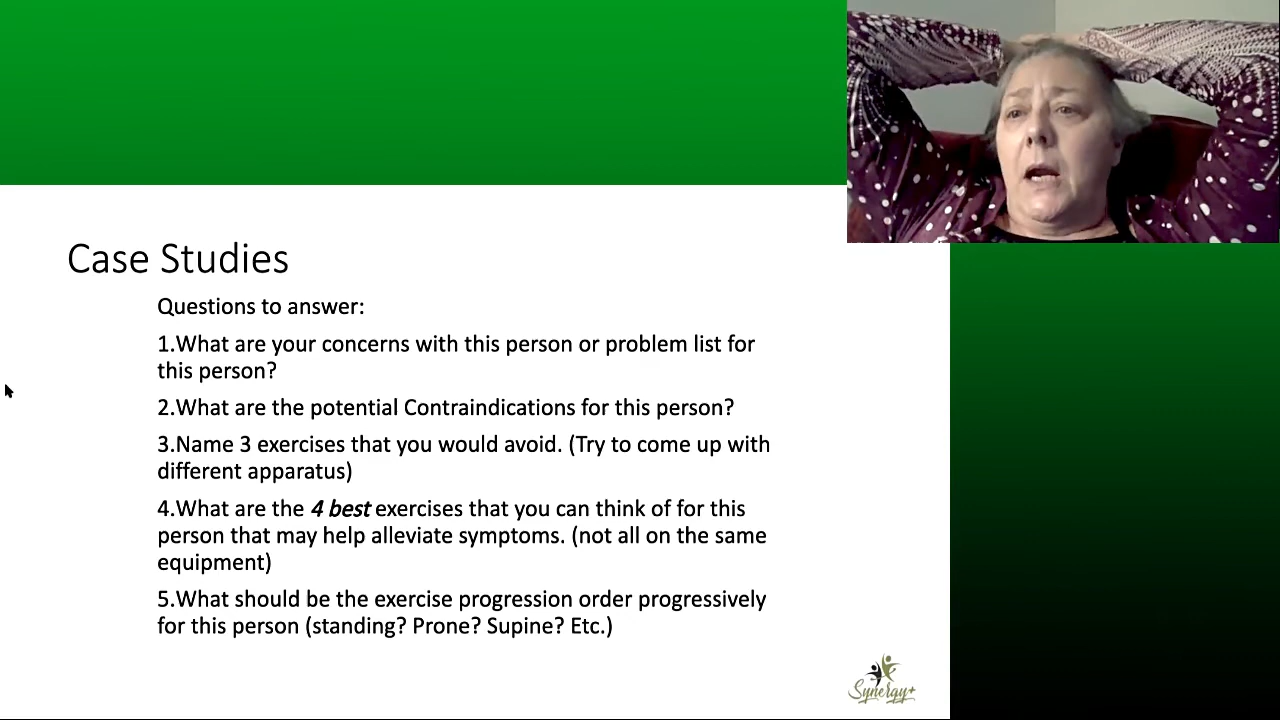 Case Studies
Questions to answer:
1.What are your concerns with this person or problem list for
this person?
2.What are the potential Contraindications for this person?
3.Name 3 exercises that you would avoid. (Try to come up with
different apparatus)
4.What are the 4 best exercises that you can think of for this
person that may help alleviate symptoms. (not all on the same
equipment)
5.What should be the exercise progression order progressively
for this person (standing? Prone? Supine? Etc.)
Synergy+